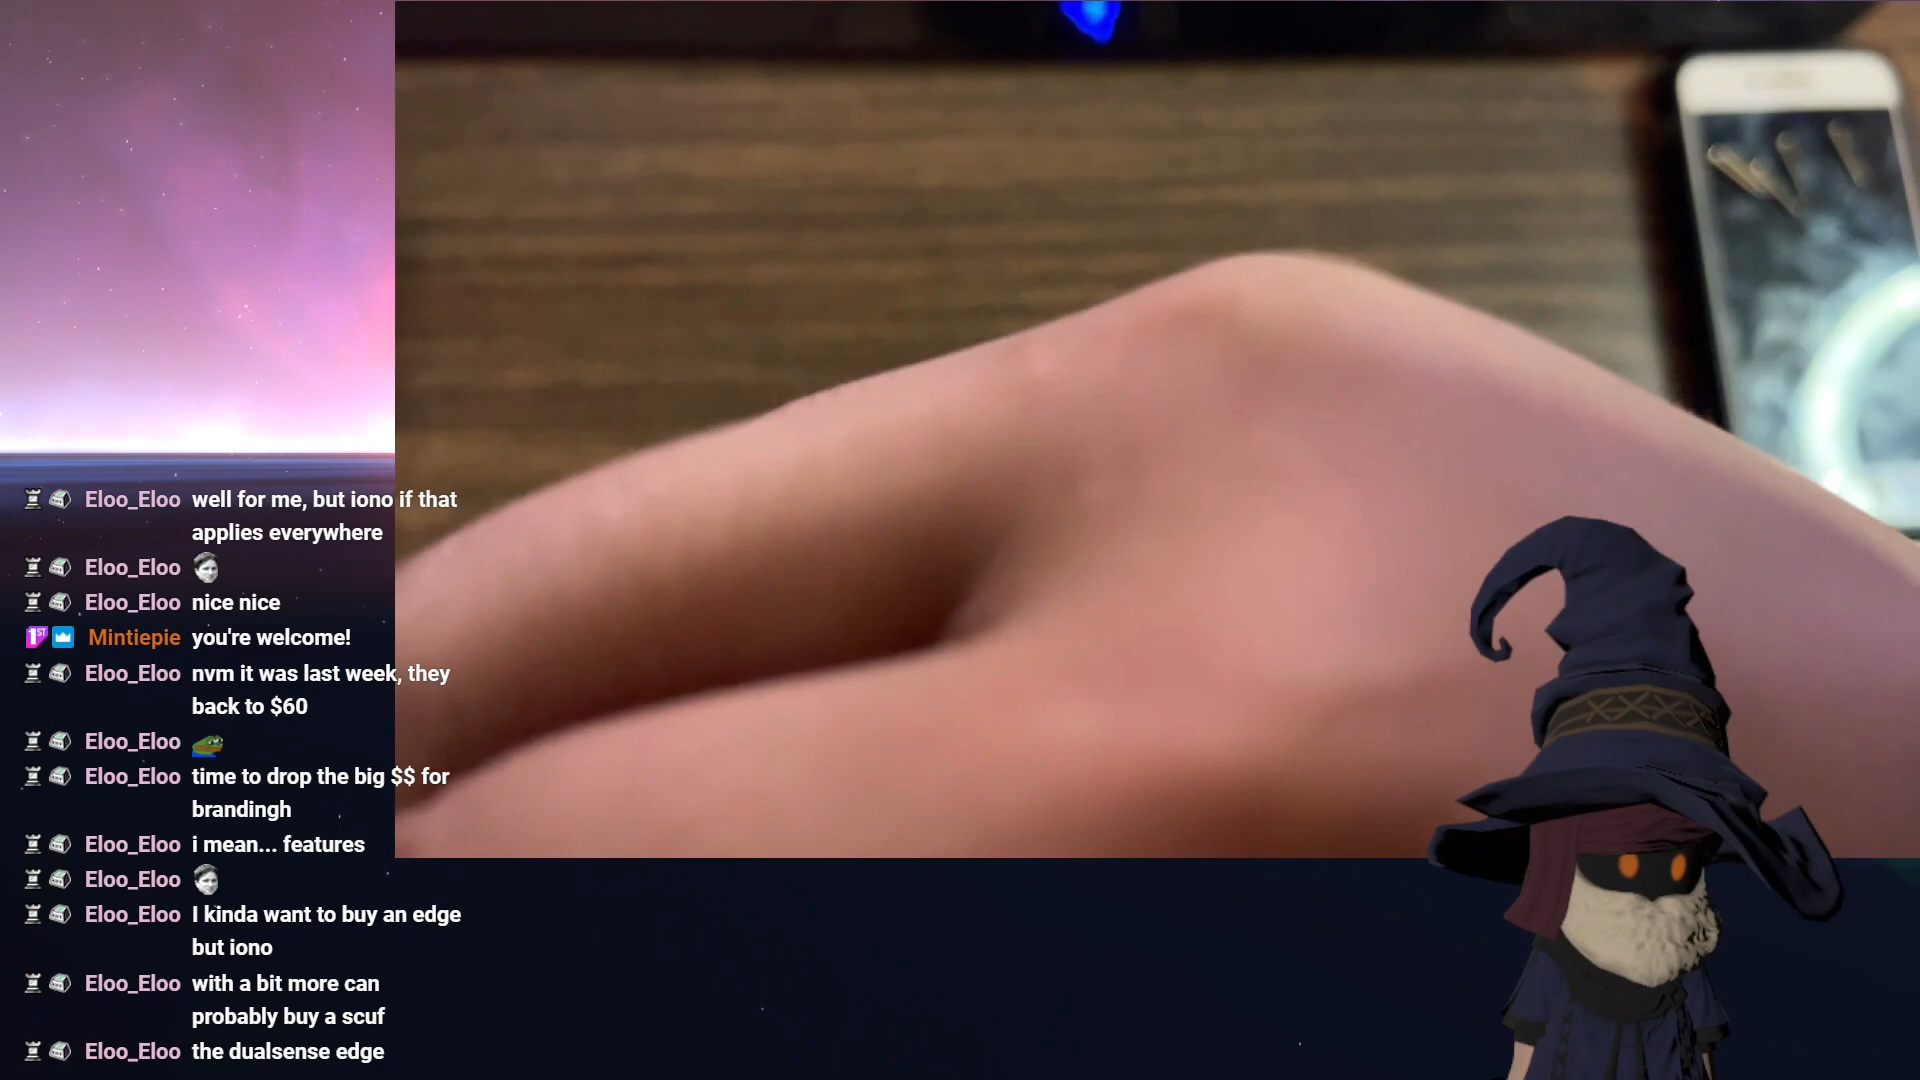 Eloo_Eloo well for me, but iono if that
applies everywhere
Eloo_Eloo
Eloo_Eloo nice nice
1ST Mintiepie you're welcome!
Eloo_Eloo nvm it was last week, they
back to $60
Eloo_Eloo
Eloo_Eloo time to drop the big $$ for
brandingh
Eloo_Eloo i mean... features
Eloo_Eloo
Eloo_Eloo I kinda want to buy an edge
but iono
Eloo_Eloo with a bit more can
probably buy a scuf
Eloo_Eloo the dualsense edge